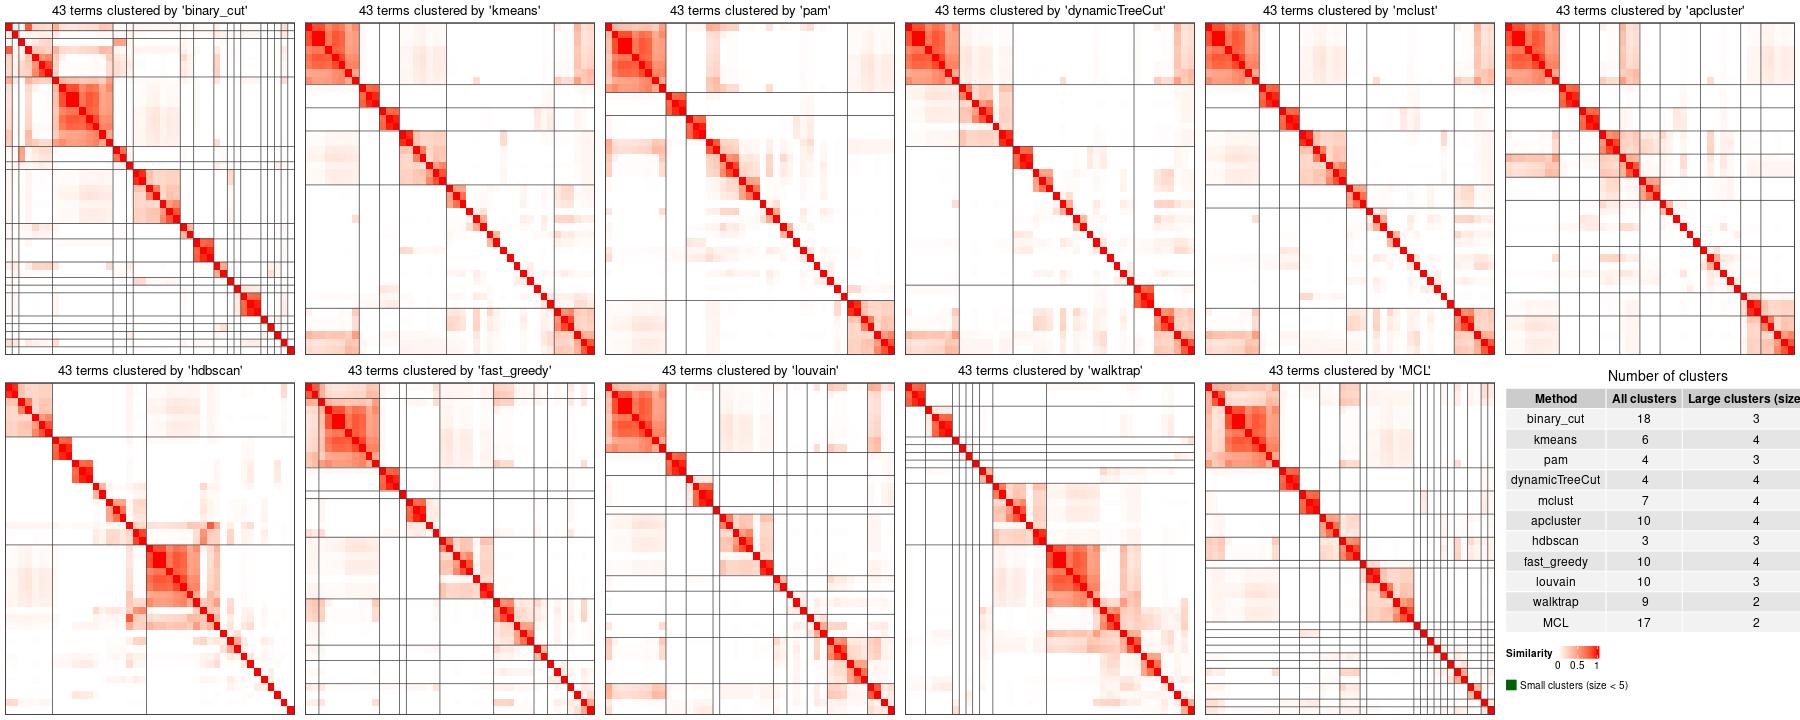 43 terms clustered by 'binary_cut'
43 terms clustered by 'kmeans'
43 terms clustered by 'pam'
43 terms clustered by 'dynamicTreeCut'
43 terms clustered by 'mclust'
43 terms clustered by 'apcluster'
43 terms clustered by 'hdbscan'
43 terms clustered by 'fast_greedy'
43 terms clustered by 'louvain'
43 terms clustered by 'walktrap'
43 terms clustered by 'MCL'
Number of clusters
Method All clusters Large clusters (size
binary_cut 18 3
kmeans 6 4
pam 4 3
dynamicTreeCut 4 4
mclust 7 4
apcluster 10 4
hdbscan 3 3
fast_greedy 10 4
louvain 10 3
walktrap 9 2
MCL 17 2
Similarity
0 0.5 1
Small clusters (size < 5)